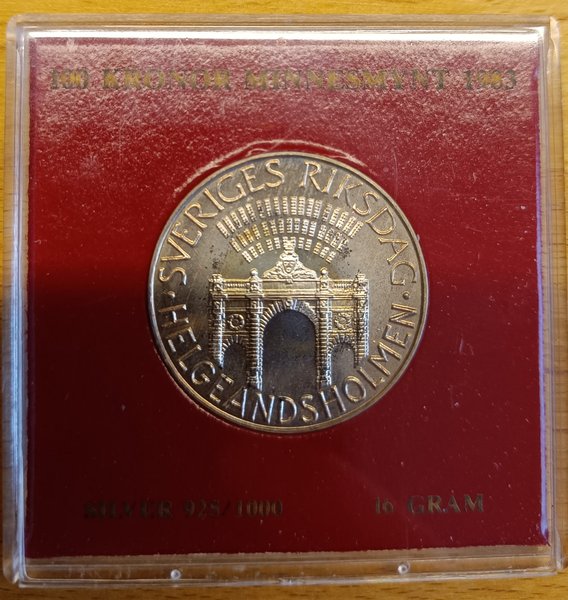 100 KRONOR MINNESMYNT 1983
· SVERIGES RIKSDAG ·
HELGEANDSHOLMEN
SILVER 925/1000 16 GRAM